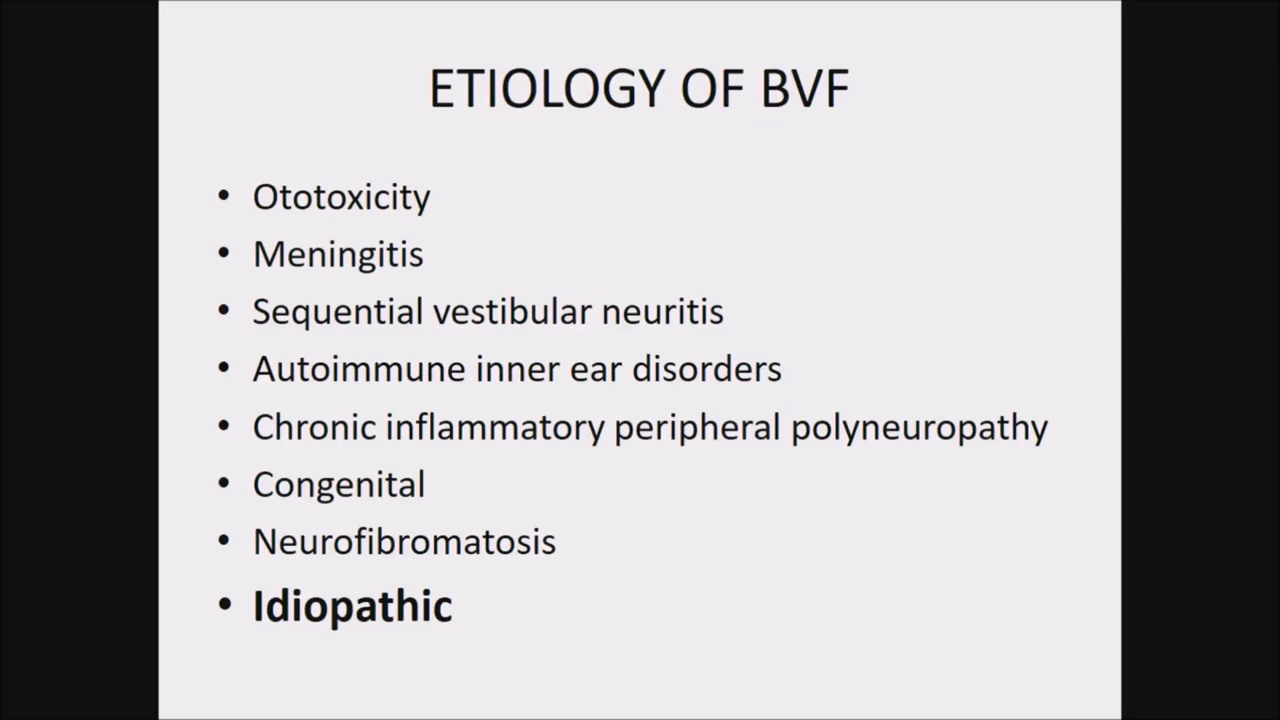 ETIOLOGY OF BVF
• Ototoxicity
• Meningitis
• Sequential vestibular neuritis
• Autoimmune inner ear disorders
• Chronic inflammatory peripheral polyneuropathy
• Congenital
• Neurofibromatosis
• Idiopathic